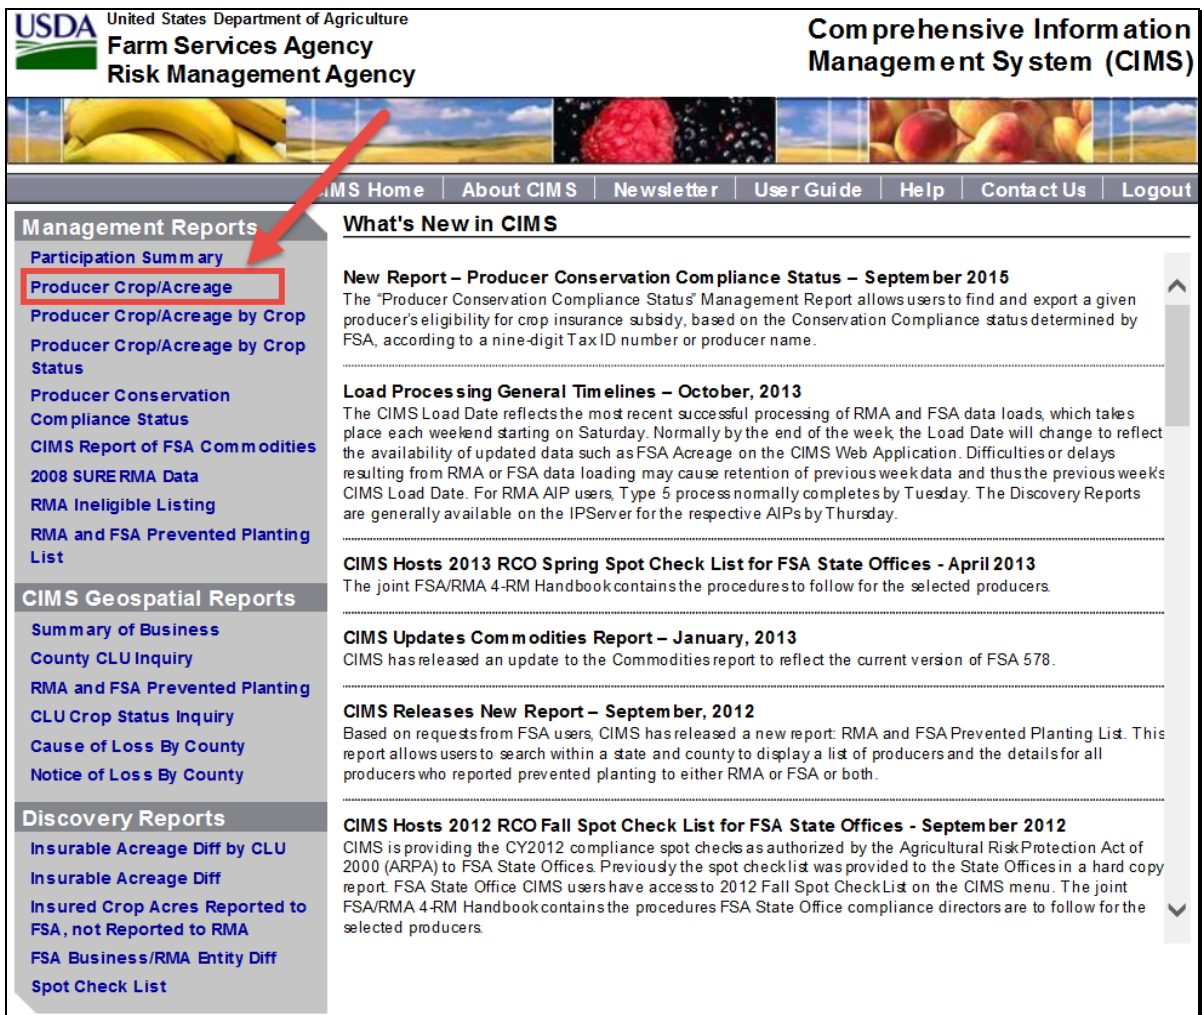 USDA
United States Department of Agriculture
Farm Services Agency
Risk Management Agency
Comprehensive Information
Management System (CIMS)
IMS Home | About CIMS | Newsletter | User Guide | Help | Contact Us | Logout
Management Reports
Participation Summary
Producer Crop/Acreage
Producer Crop/Acreage by Crop
Producer Crop/Acreage by Crop
Status
Producer Conservation
Compliance Status
CIMS Report of FSA Commodities
2008 SURE RMA Data
RMA Ineligible Listing
RMA and FSA Prevented Planting
List
CIMS Geospatial Reports
Summary of Business
County CLU Inquiry
RMA and FSA Prevented Planting
CLU Crop Status Inquiry
Cause of Loss By County
Notice of Loss By County
Discovery Reports
Insurable Acreage Diff by CLU
Insurable Acreage Diff
Insured Crop Acres Reported to
FSA, not Reported to RMA
FSA Business/RMA Entity Diff
Spot Check List
What's New in CIMS
New Report – Producer Conservation Compliance Status – September 2015
The “Producer Conservation Compliance Status” Management Report allows users to find and export a given
producer's eligibility for crop insurance subsidy, based on the Conservation Compliance status determined by
FSA, according to a nine-digit Tax ID number or producer name.
Load Processing General Timelines – October, 2013
The CIMS Load Date reflects the most recent successful processing of RMA and FSA data loads, which takes
place each weekend starting on Saturday. Normally by the end of the week, the Load Date will change to reflect
the availability of updated data such as FSA Acreage on the CIMS Web Application. Difficulties or delays
resulting from RMA or FSA data loading may cause retention of previous week data and thus the previous week's
CIMS Load Date. For RMA AIP users, Type 5 process normally completes by Tuesday. The Discovery Reports
are generally available on the IPServer for the respective AIPs by Thursday.
CIMS Hosts 2013 RCO Spring Spot Check List for FSA State Offices - April 2013
The joint FSA/RMA 4-RM Handbook contains the procedures to follow for the selected producers.
CIMS Updates Commodities Report – January, 2013
CIMS has released an update to the Commodities report to reflect the current version of FSA 578.
CIMS Releases New Report – September, 2012
Based on requests from FSA users, CIMS has released a new report: RMA and FSA Prevented Planting List. This
report allows users to search within a state and county to display a list of producers and the details for all
producers who reported prevented planting to either RMA or FSA or both.
CIMS Hosts 2012 RCO Fall Spot Check List for FSA State Offices - September 2012
CIMS is providing the CY2012 compliance spot checks as authorized by the Agricultural Risk Protection Act of
2000 (ARPA) to FSA State Offices. Previously the spot check list was provided to the State Offices in a hard copy
report. FSA State Office CIMS users have access to 2012 Fall Spot Check List on the CIMS menu. The joint
FSA/RMA 4-RM Handbook contains the procedures FSA State Office compliance directors are to follow for the
selected producers.